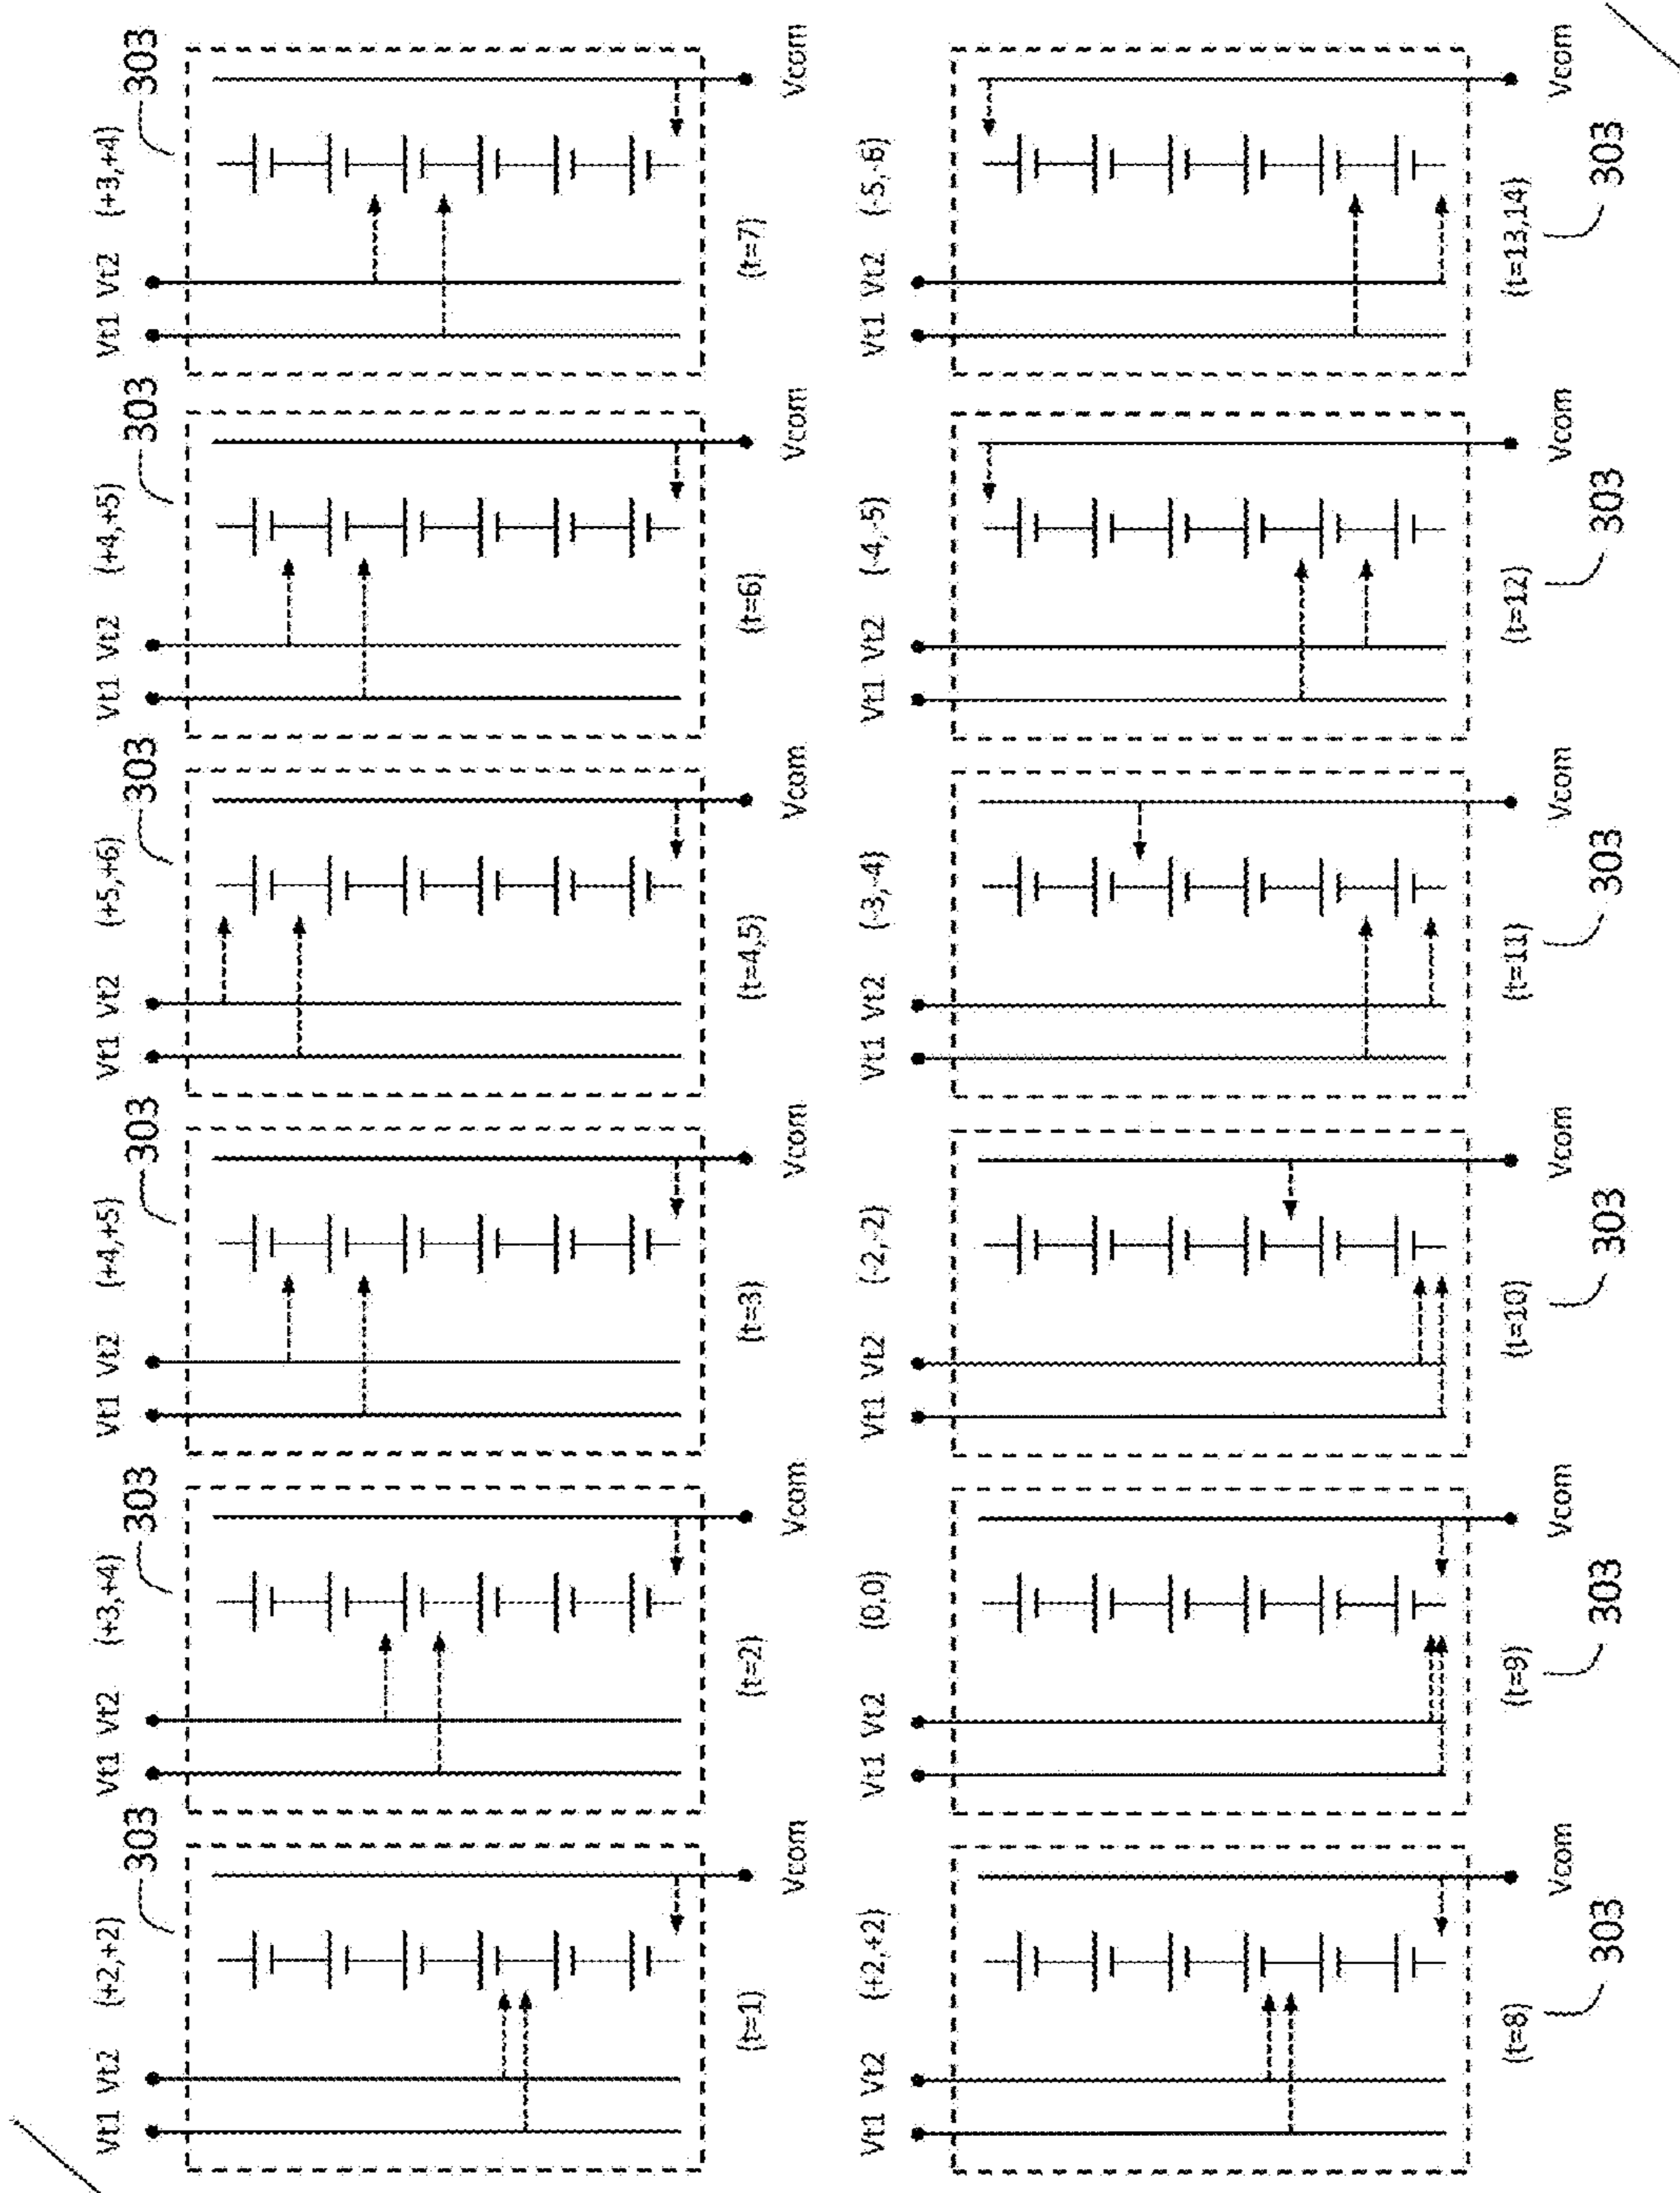 Vt1 Vt2 (+2,+2) Vt1 Vt2 (+3,+4) Vt1 Vt2 (+4,+5) Vt1 Vt2 (+5,+6) Vt1 Vt2 (+4,+5) Vt1 Vt2 (+3,+4)
303 303 303 303 303 303
(t=1) (t=2) (t=3) (t=4,5) (t=6) (t=7)
Vcom Vcom Vcom Vcom Vcom Vcom
Vt1 Vt2 (+2,+2) Vt1 Vt2 (0,0) Vt1 Vt2 (-2,-2) Vt1 Vt2 (-3,-4) Vt1 Vt2 (-4,-5) Vt1 Vt2 (-5,-6)
(t=8) (t=9) (t=10) (t=11) (t=12) (t=13,14)
Vcom Vcom Vcom Vcom Vcom Vcom
303 303 303 303 303 303